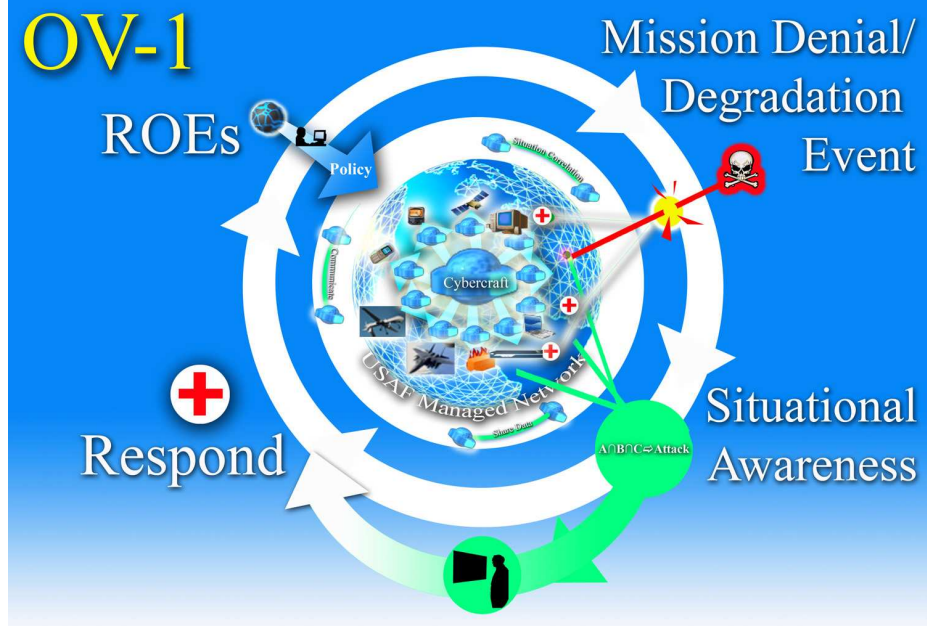 OV-1
Mission Denial/
Degradation
Event
ROEs
Policy
Situation Correlation
Communicate
Cybercraft
USAF Managed Network
Share Data
Respond
Situational
Awareness
A∩B∩C⇨Attack